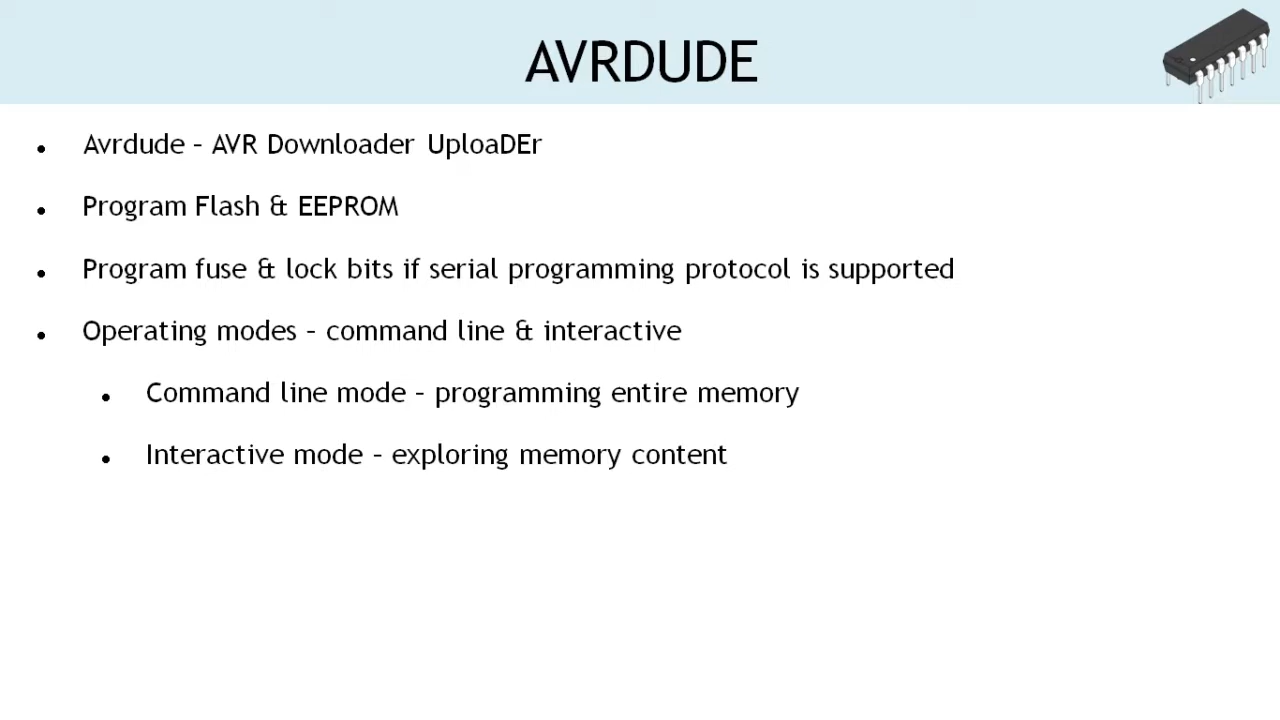 AVRDUDE
Avrdude – AVR Downloader UploaDEr
Program Flash & EEPROM
Program fuse & lock bits if serial programming protocol is supported
Operating modes – command line & interactive
Command line mode – programming entire memory
Interactive mode – exploring memory content